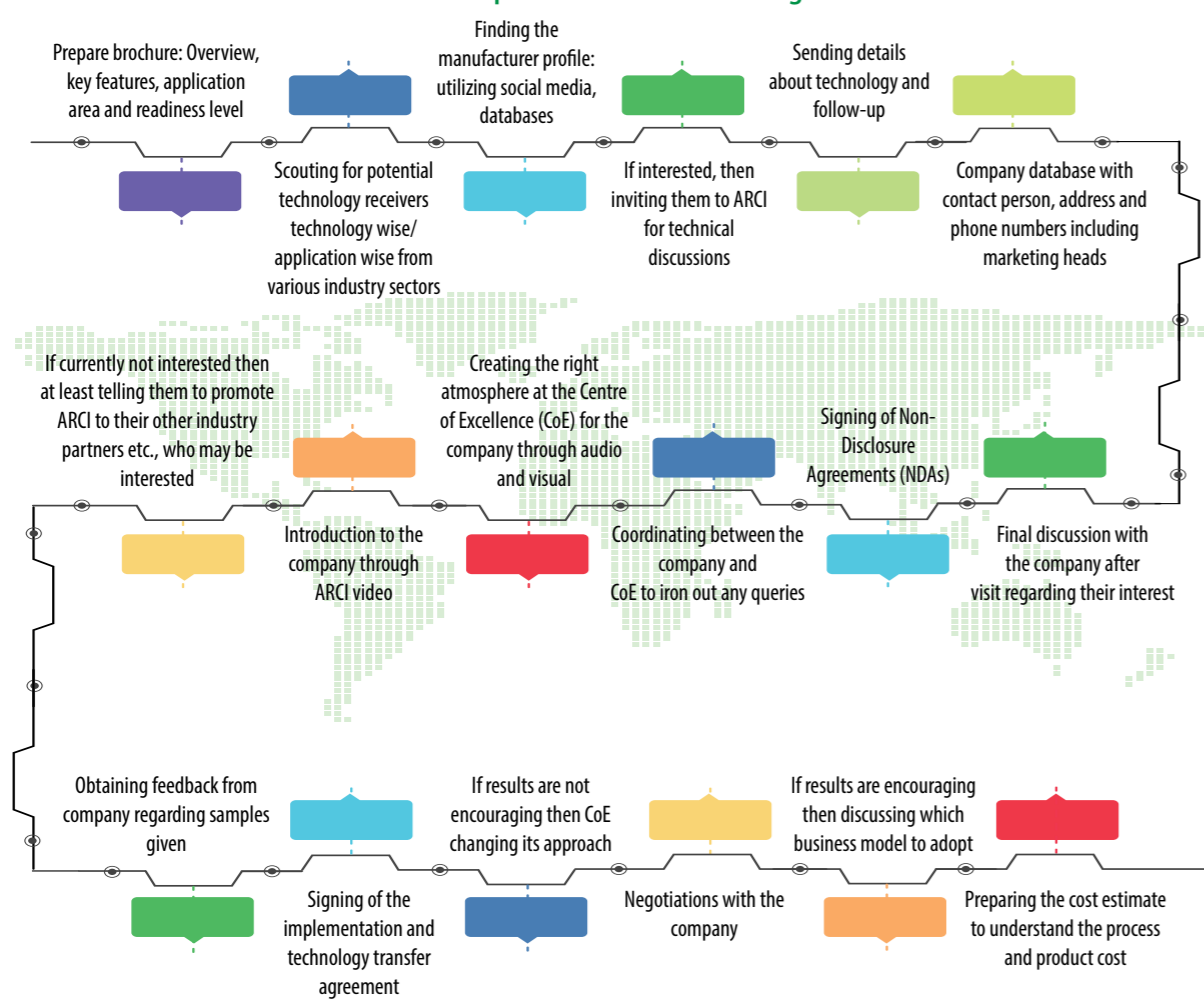 Prepare brochure: Overview,
key features, application
area and readiness level
Scouting for potential
technology receivers
technology wise/
application wise from
various industry sectors
Finding the
manufacturer profile:
utilizing social media,
databases
If interested, then
inviting them to ARCI
for technical
discussions
Sending details
about technology and
follow-up
Company database with
contact person, address and
phone numbers including
marketing heads
If currently not interested then
at least telling them to promote
ARCI to their other industry
partners etc., who may be
interested
Introduction to the
company through
ARCI video
Creating the right
atmosphere at the Centre
of Excellence (CoE) for the
company through audio
and visual
Coordinating between the
company and
CoE to iron out any queries
Signing of Non-
Disclosure
Agreements (NDAs)
Final discussion with
the company after
visit regarding their interest
Obtaining feedback from
company regarding samples
given
Signing of the
implementation and
technology transfer
agreement
If results are not
encouraging then CoE
changing its approach
Negotiations with the
company
If results are encouraging
then discussing which
business model to adopt
Preparing the cost estimate
to understand the process
and product cost